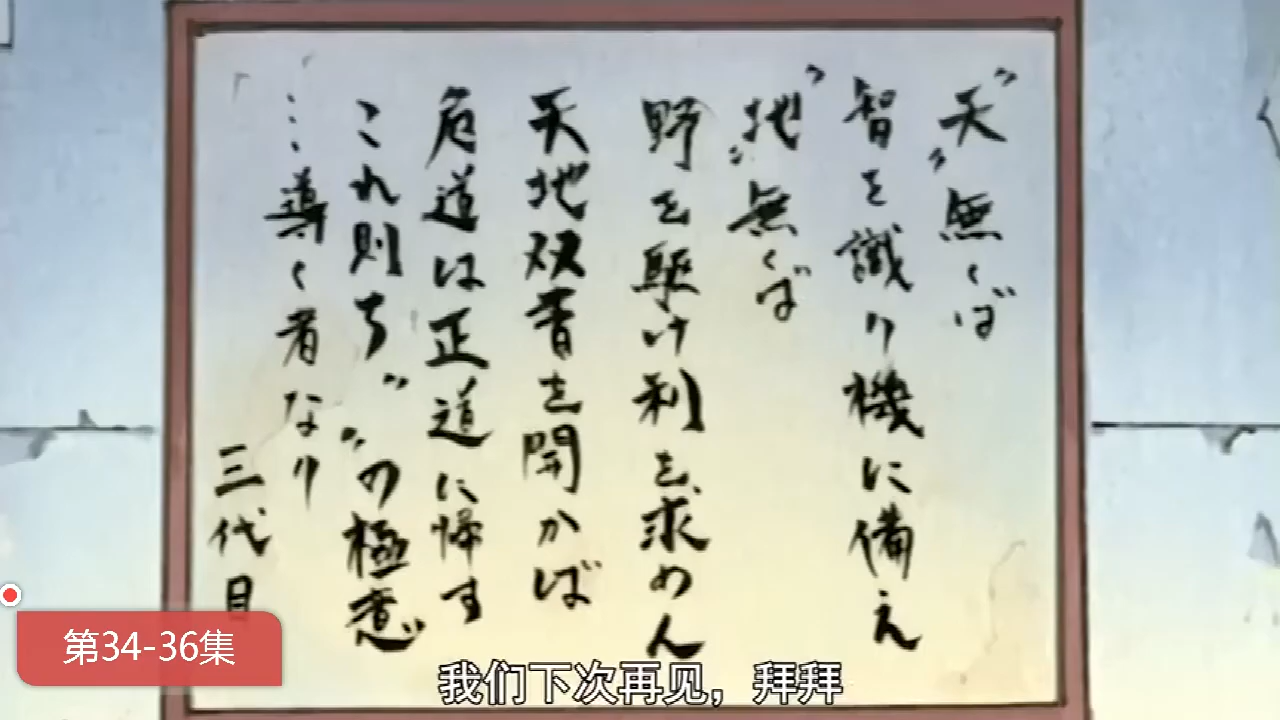 “天”無くば
智を識り機に備え
“地”無くば
野を駆け利を求めん
天地双書を開かば
危道は正道に帰す
これ則ち“ ”の極意
…導く者なり
三代目
第34-36集
我们下次再见，拜拜